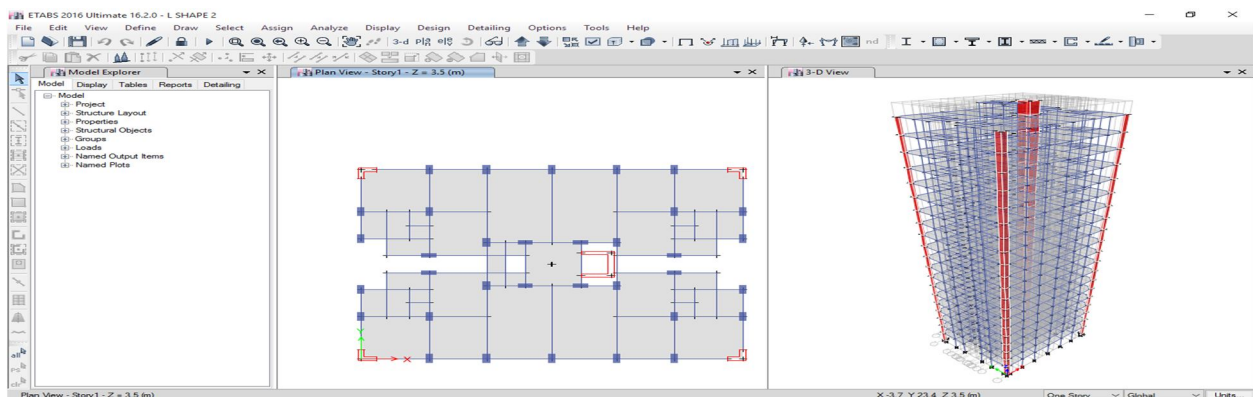 ETABS 2016 Ultimate 16.2.0 - L SHAPE 2
File Edit View Define Draw Select Assign Analyze Display Design Detailing Options Tools Help
3-d
nd
Model Explorer
Model Display Tables Reports Detailing
Model
Project
Structure Layout
Properties
Structural Objects
Groups
Loads
Named Output Items
Named Plots
Plan View - Story1 - Z = 3.5 (m)
Y
X
3-D View
all
Plan View - Story1 - Z = 3.5 (m)
X -3.7 Y 23.4 Z 3.5 (m)
One Story
Global
Units...